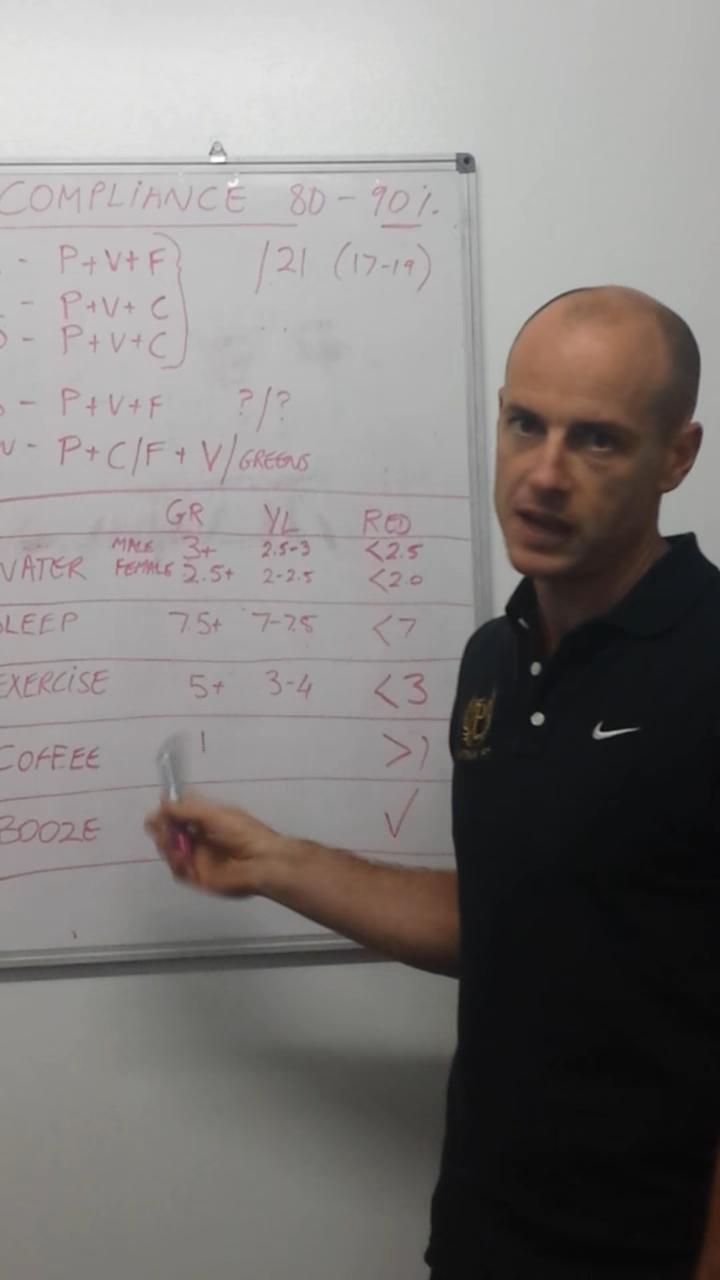 COMPLIANCE 80-90%.
- P+V+F /21 (17-19)
- P+V+C
- P+V+C
- P+V+F ?/?
- P+C/F+V/GREENS
GR YL RED
WATER MALE 3+ 2.5-3 <2.5
FEMALE 2.5+ 2-2.5 <2.0
SLEEP 7.5+ 7-7.5 <7
EXERCISE 5+ 3-4 <3
COFFEE 1 >1
BOOZE ✓